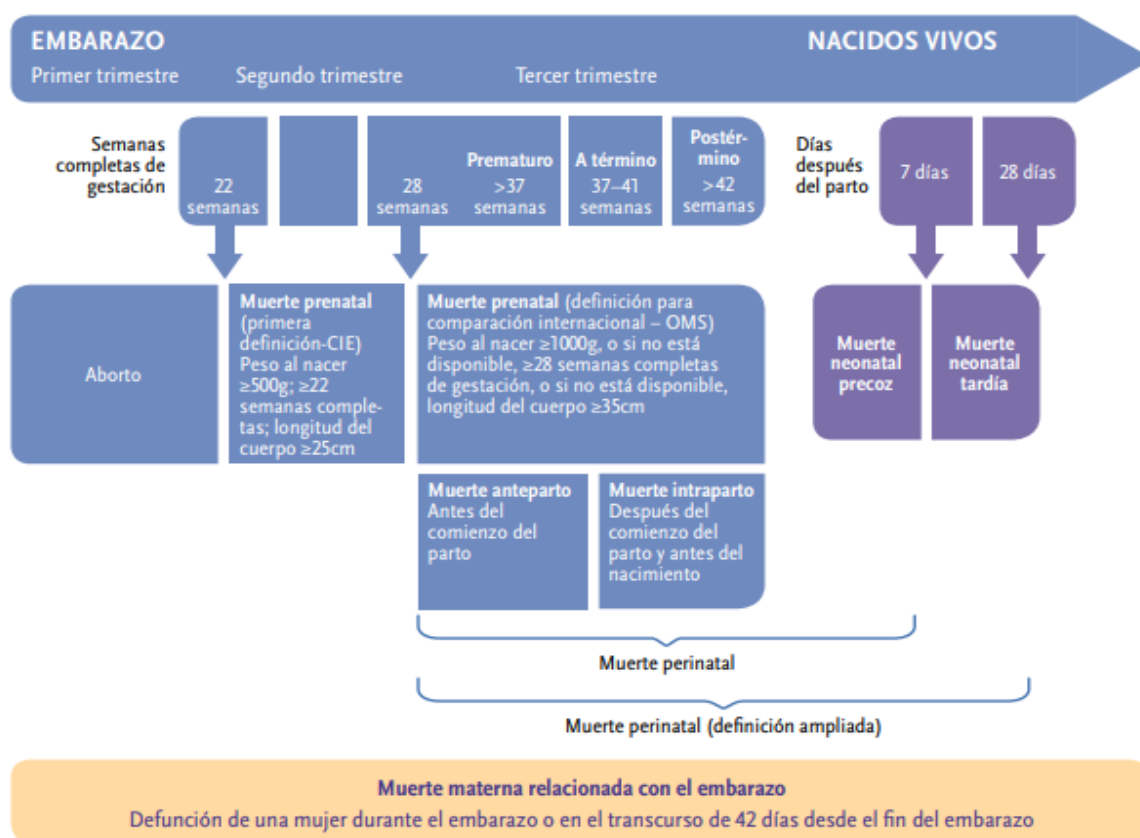 EMBARAZO
NACIDOS VIVOS
Primer trimestre
Segundo trimestre
Tercer trimestre
Semanas
completas de
gestación
22
semanas
28
semanas
Prematuro
>37
semanas
A término
37–41
semanas
Postér-
mino
>42
semanas
Días
después
del parto
7 días
28 días
Aborto
Muerte prenatal
(primera
definición-CIE)
Peso al nacer
≥500g; ≥22
semanas comple-
tas; longitud del
cuerpo ≥25cm
Muerte prenatal (definición para
comparación internacional – OMS)
Peso al nacer ≥1000g, o si no está
disponible, ≥28 semanas completas
de gestación, o si no está disponible,
longitud del cuerpo ≥35cm
Muerte
neonatal
precoz
Muerte
neonatal
tardía
Muerte anteparto
Antes del
comienzo del
parto
Muerte intraparto
Después del
comienzo del
parto y antes del
nacimiento
Muerte perinatal
Muerte perinatal (definición ampliada)
Muerte materna relacionada con el embarazo
Defunción de una mujer durante el embarazo o en el transcurso de 42 días desde el fin del embarazo